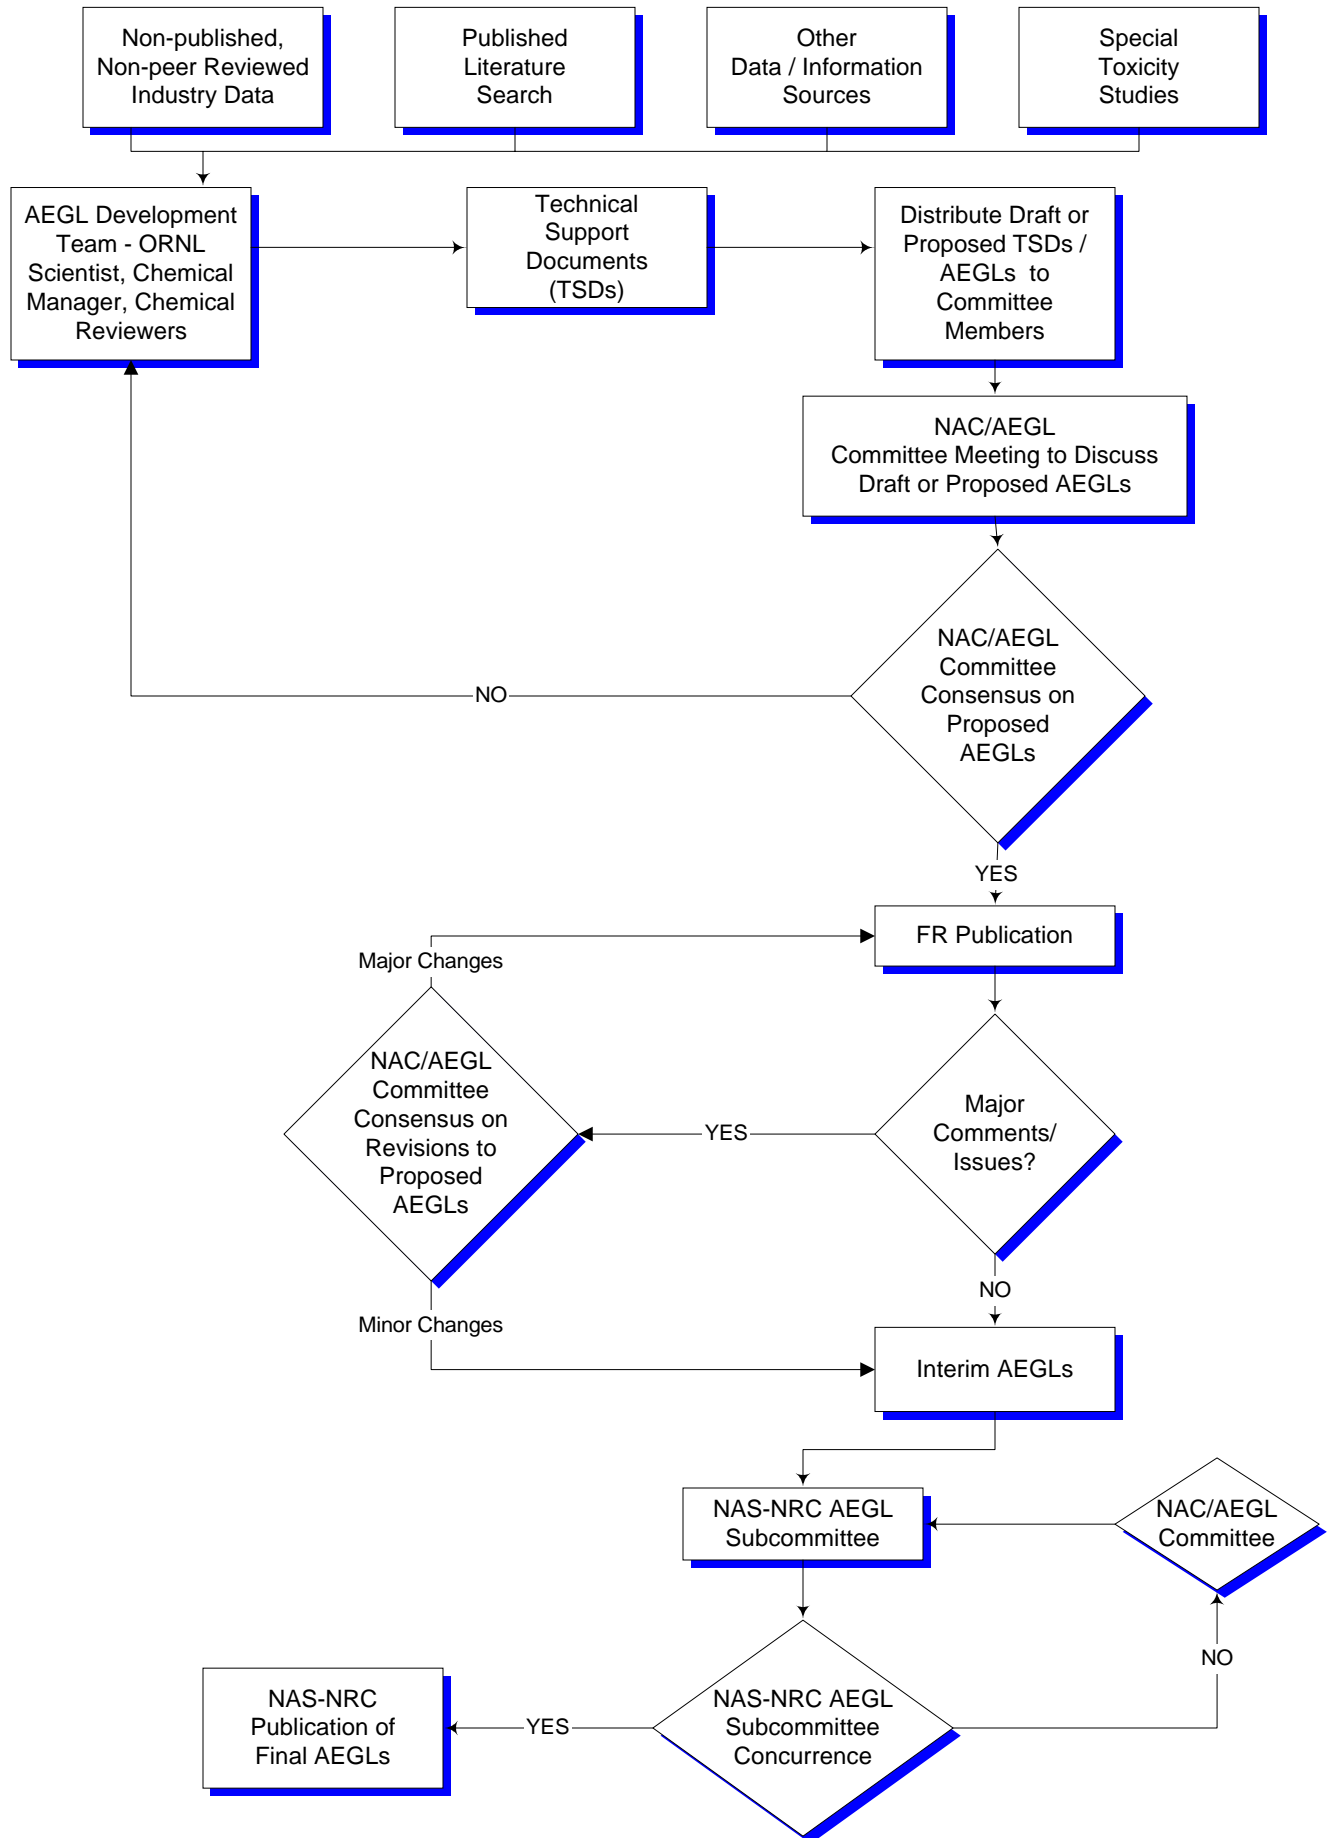 Non-published,
Non-peer Reviewed
Industry Data
Published
Literature
Search
Other
Data / Information
Sources
Special
Toxicity
Studies
AEGL Development
Team - ORNL
Scientist, Chemical
Manager, Chemical
Reviewers
Technical
Support
Documents
(TSDs)
Distribute Draft or
Proposed TSDs /
AEGLs to
Committee
Members
NAC/AEGL
Committee Meeting to Discuss
Draft or Proposed AEGLs
NAC/AEGL
Committee
Consensus on
Proposed
AEGLs
NO
YES
FR Publication
Major Changes
NAC/AEGL
Committee
Consensus on
Revisions to
Proposed
AEGLs
YES
Major
Comments/
Issues?
NO
Minor Changes
Interim AEGLs
NAS-NRC AEGL
Subcommittee
NAC/AEGL
Committee
NO
NAS-NRC AEGL
Subcommittee
Concurrence
YES
NAS-NRC
Publication of
Final AEGLs